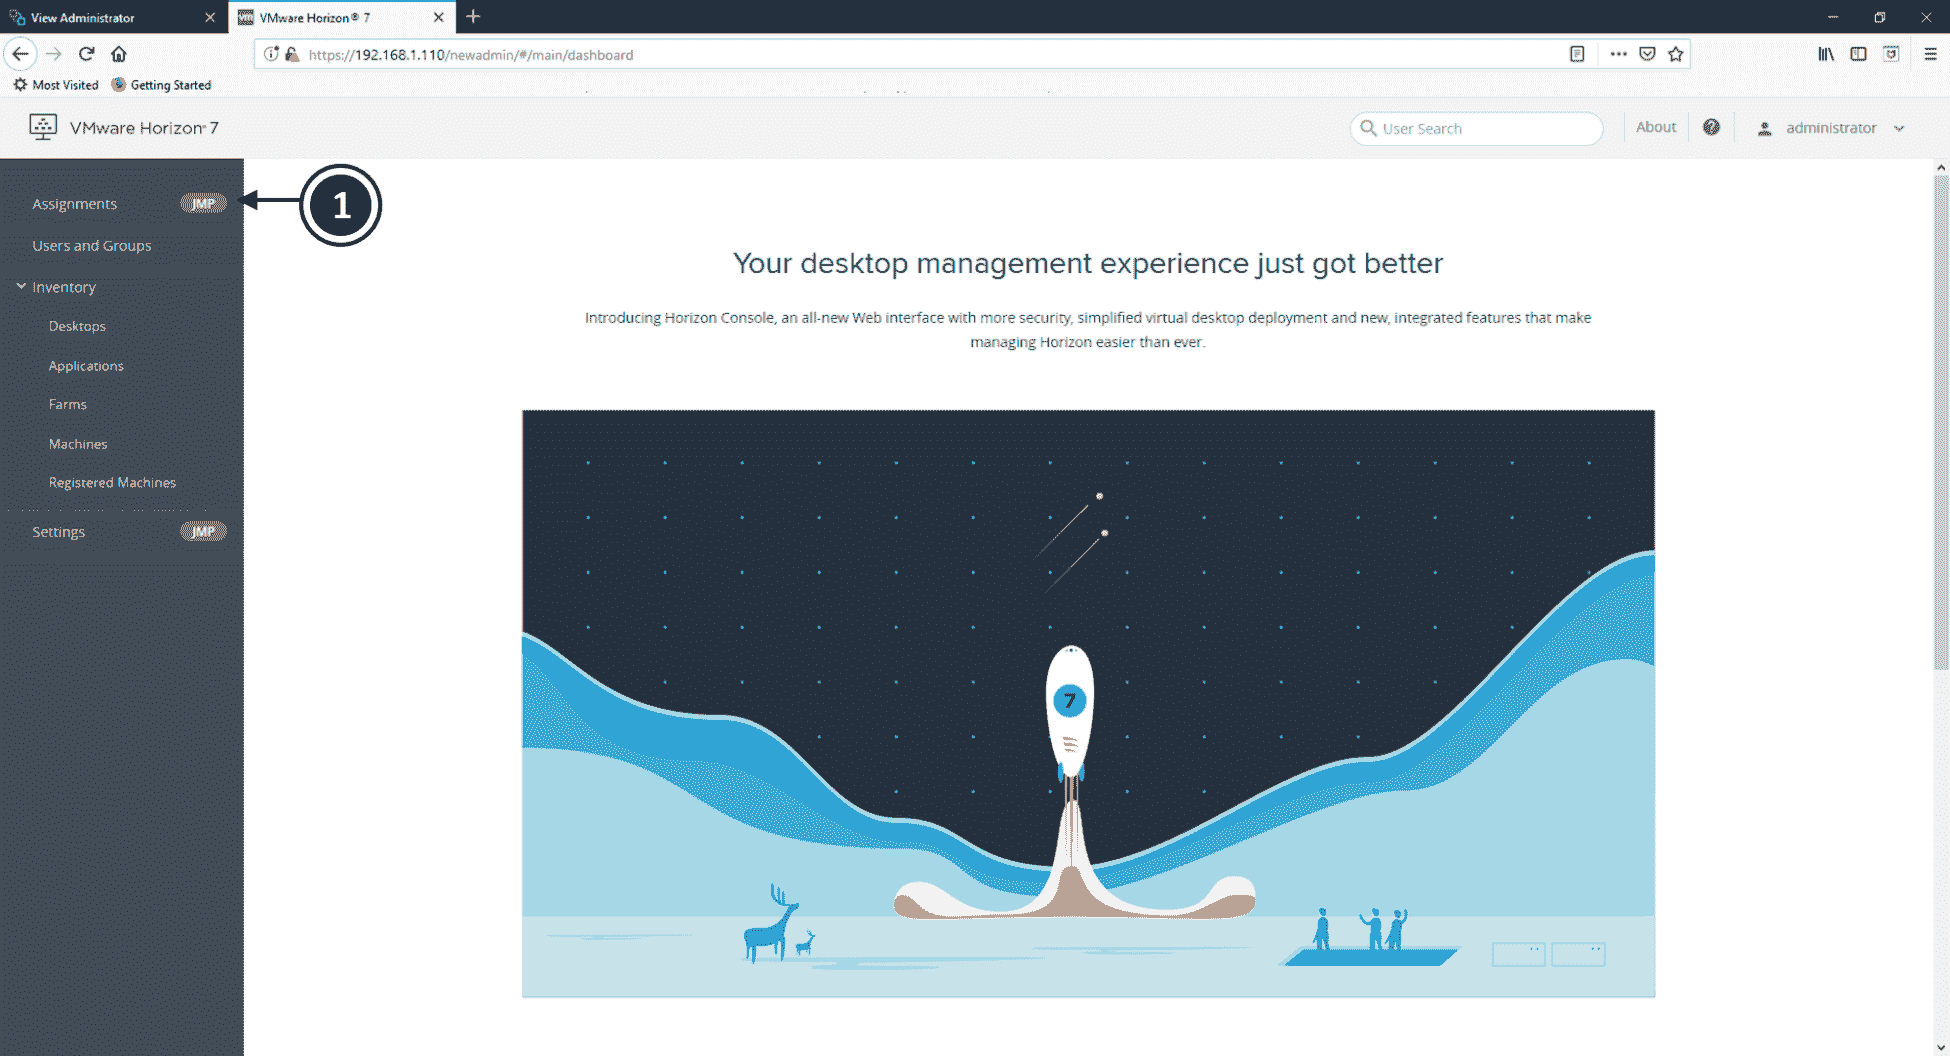 View Administrator
VMware Horizon® 7
https://192.168.1.110/newadmin/#/main/dashboard
Most Visited
Getting Started
VMware Horizon® 7
User Search
About
administrator
Assignments
JMP
1
Users and Groups
Inventory
Desktops
Applications
Farms
Machines
Registered Machines
Settings
JMP
Your desktop management experience just got better
Introducing Horizon Console, an all-new Web interface with more security, simplified virtual desktop deployment and new, integrated features that make
managing Horizon easier than ever.
7